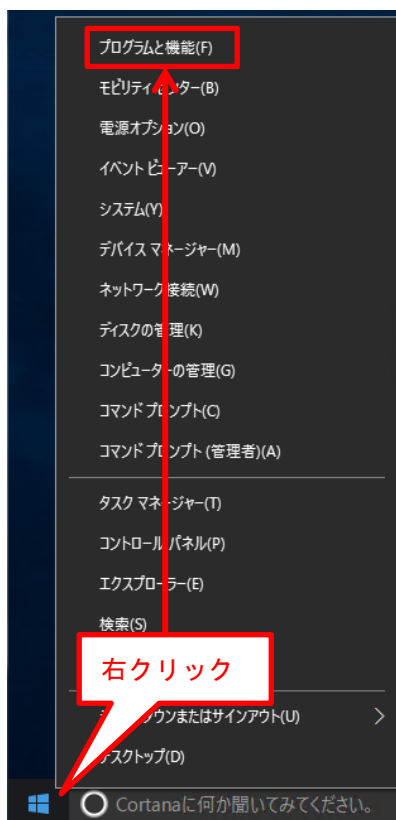 プログラムと機能(F)
モビリティ センター(B)
電源オプション(O)
イベント ビューアー(V)
システム(Y)
デバイス マネージャー(M)
ネットワーク接続(W)
ディスクの管理(K)
コンピューターの管理(G)
コマンド プロンプト(C)
コマンド プロンプト (管理者)(A)
タスク マネージャー(T)
コントロール パネル(P)
エクスプローラー(E)
検索(S)
右クリック
ウンまたはサインアウト(U)
デスクトップ(D)
Cortanaに何か聞いてみてください。